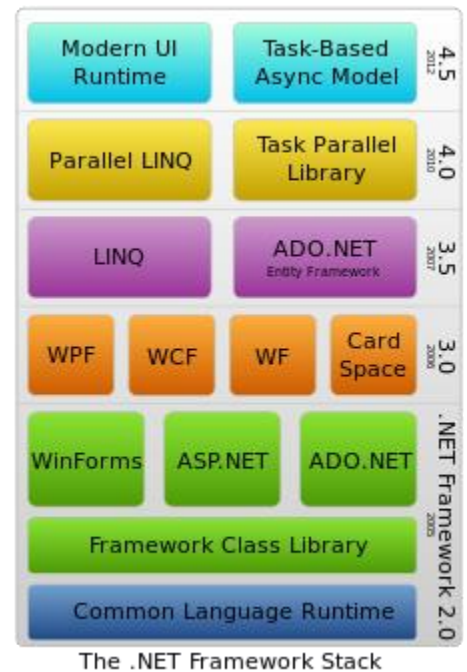 Modern UI
Runtime
Task-Based
Async Model
4.5
2012
Parallel LINQ
Task Parallel
Library
4.0
2010
LINQ
ADO.NET
Entity Framework
3.5
2007
WPF
WCF
WF
Card
Space
3.0
2006
WinForms
ASP.NET
ADO.NET
Framework Class Library
Common Language Runtime
.NET Framework 2.0
2005
The .NET Framework Stack